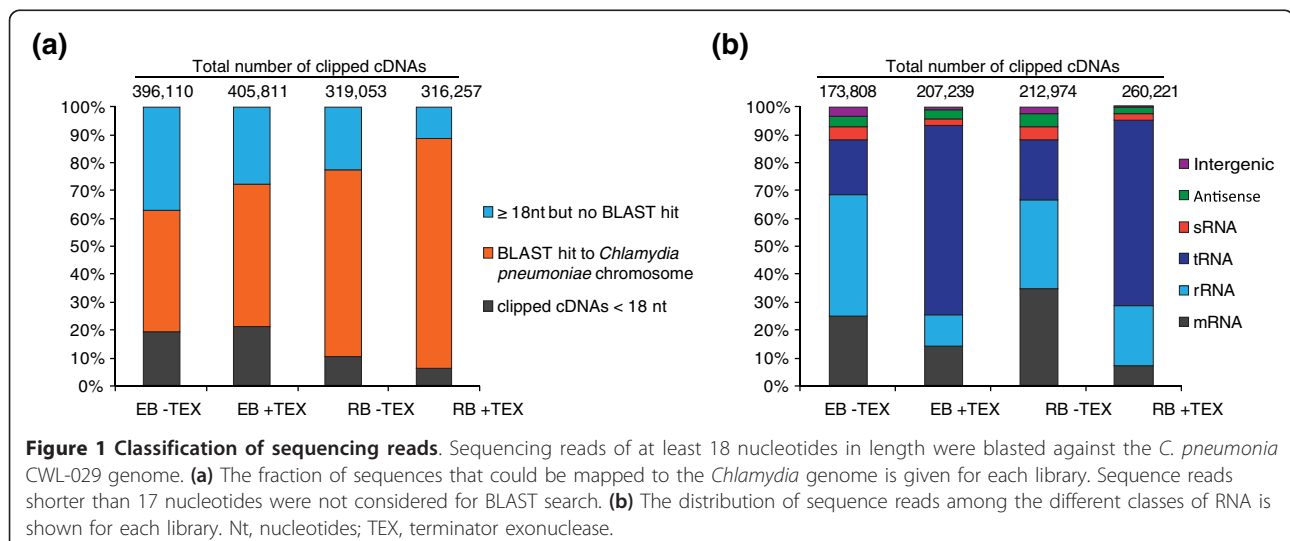 (a)
Total number of clipped cDNAs
396,110 405,811 319,053 316,257
100%
90%
80%
70%
60%
50%
40%
30%
20%
10%
0%
EB -TEX EB +TEX RB -TEX RB +TEX
≥ 18nt but no BLAST hit
BLAST hit to Chlamydia
pneumoniae chromosome
clipped cDNAs < 18 nt
(b)
Total number of clipped cDNAs
173,808 207,239 212,974 260,221
100%
90%
80%
70%
60%
50%
40%
30%
20%
10%
0%
EB -TEX EB +TEX RB -TEX RB +TEX
Intergenic
Antisense
sRNA
tRNA
rRNA
mRNA
Figure 1 Classification of sequencing reads. Sequencing reads of at least 18 nucleotides in length were blasted against the C. pneumonia
CWL-029 genome. (a) The fraction of sequences that could be mapped to the Chlamydia genome is given for each library. Sequence reads
shorter than 17 nucleotides were not considered for BLAST search. (b) The distribution of sequence reads among the different classes of RNA is
shown for each library. Nt, nucleotides; TEX, terminator exonuclease.